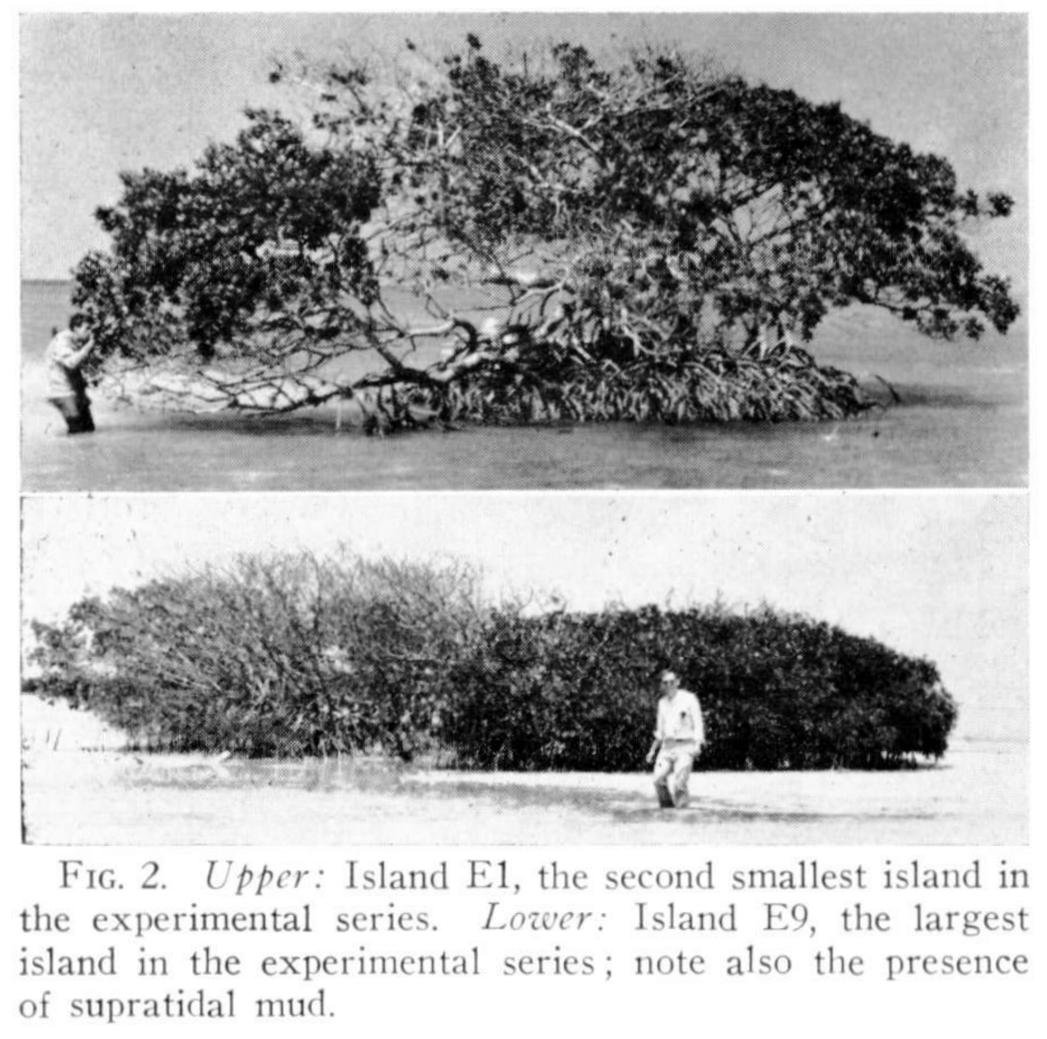 FIG. 2. Upper: Island E1, the second smallest island in
the experimental series. Lower: Island E9, the largest
island in the experimental series; note also the presence
of supratidal mud.